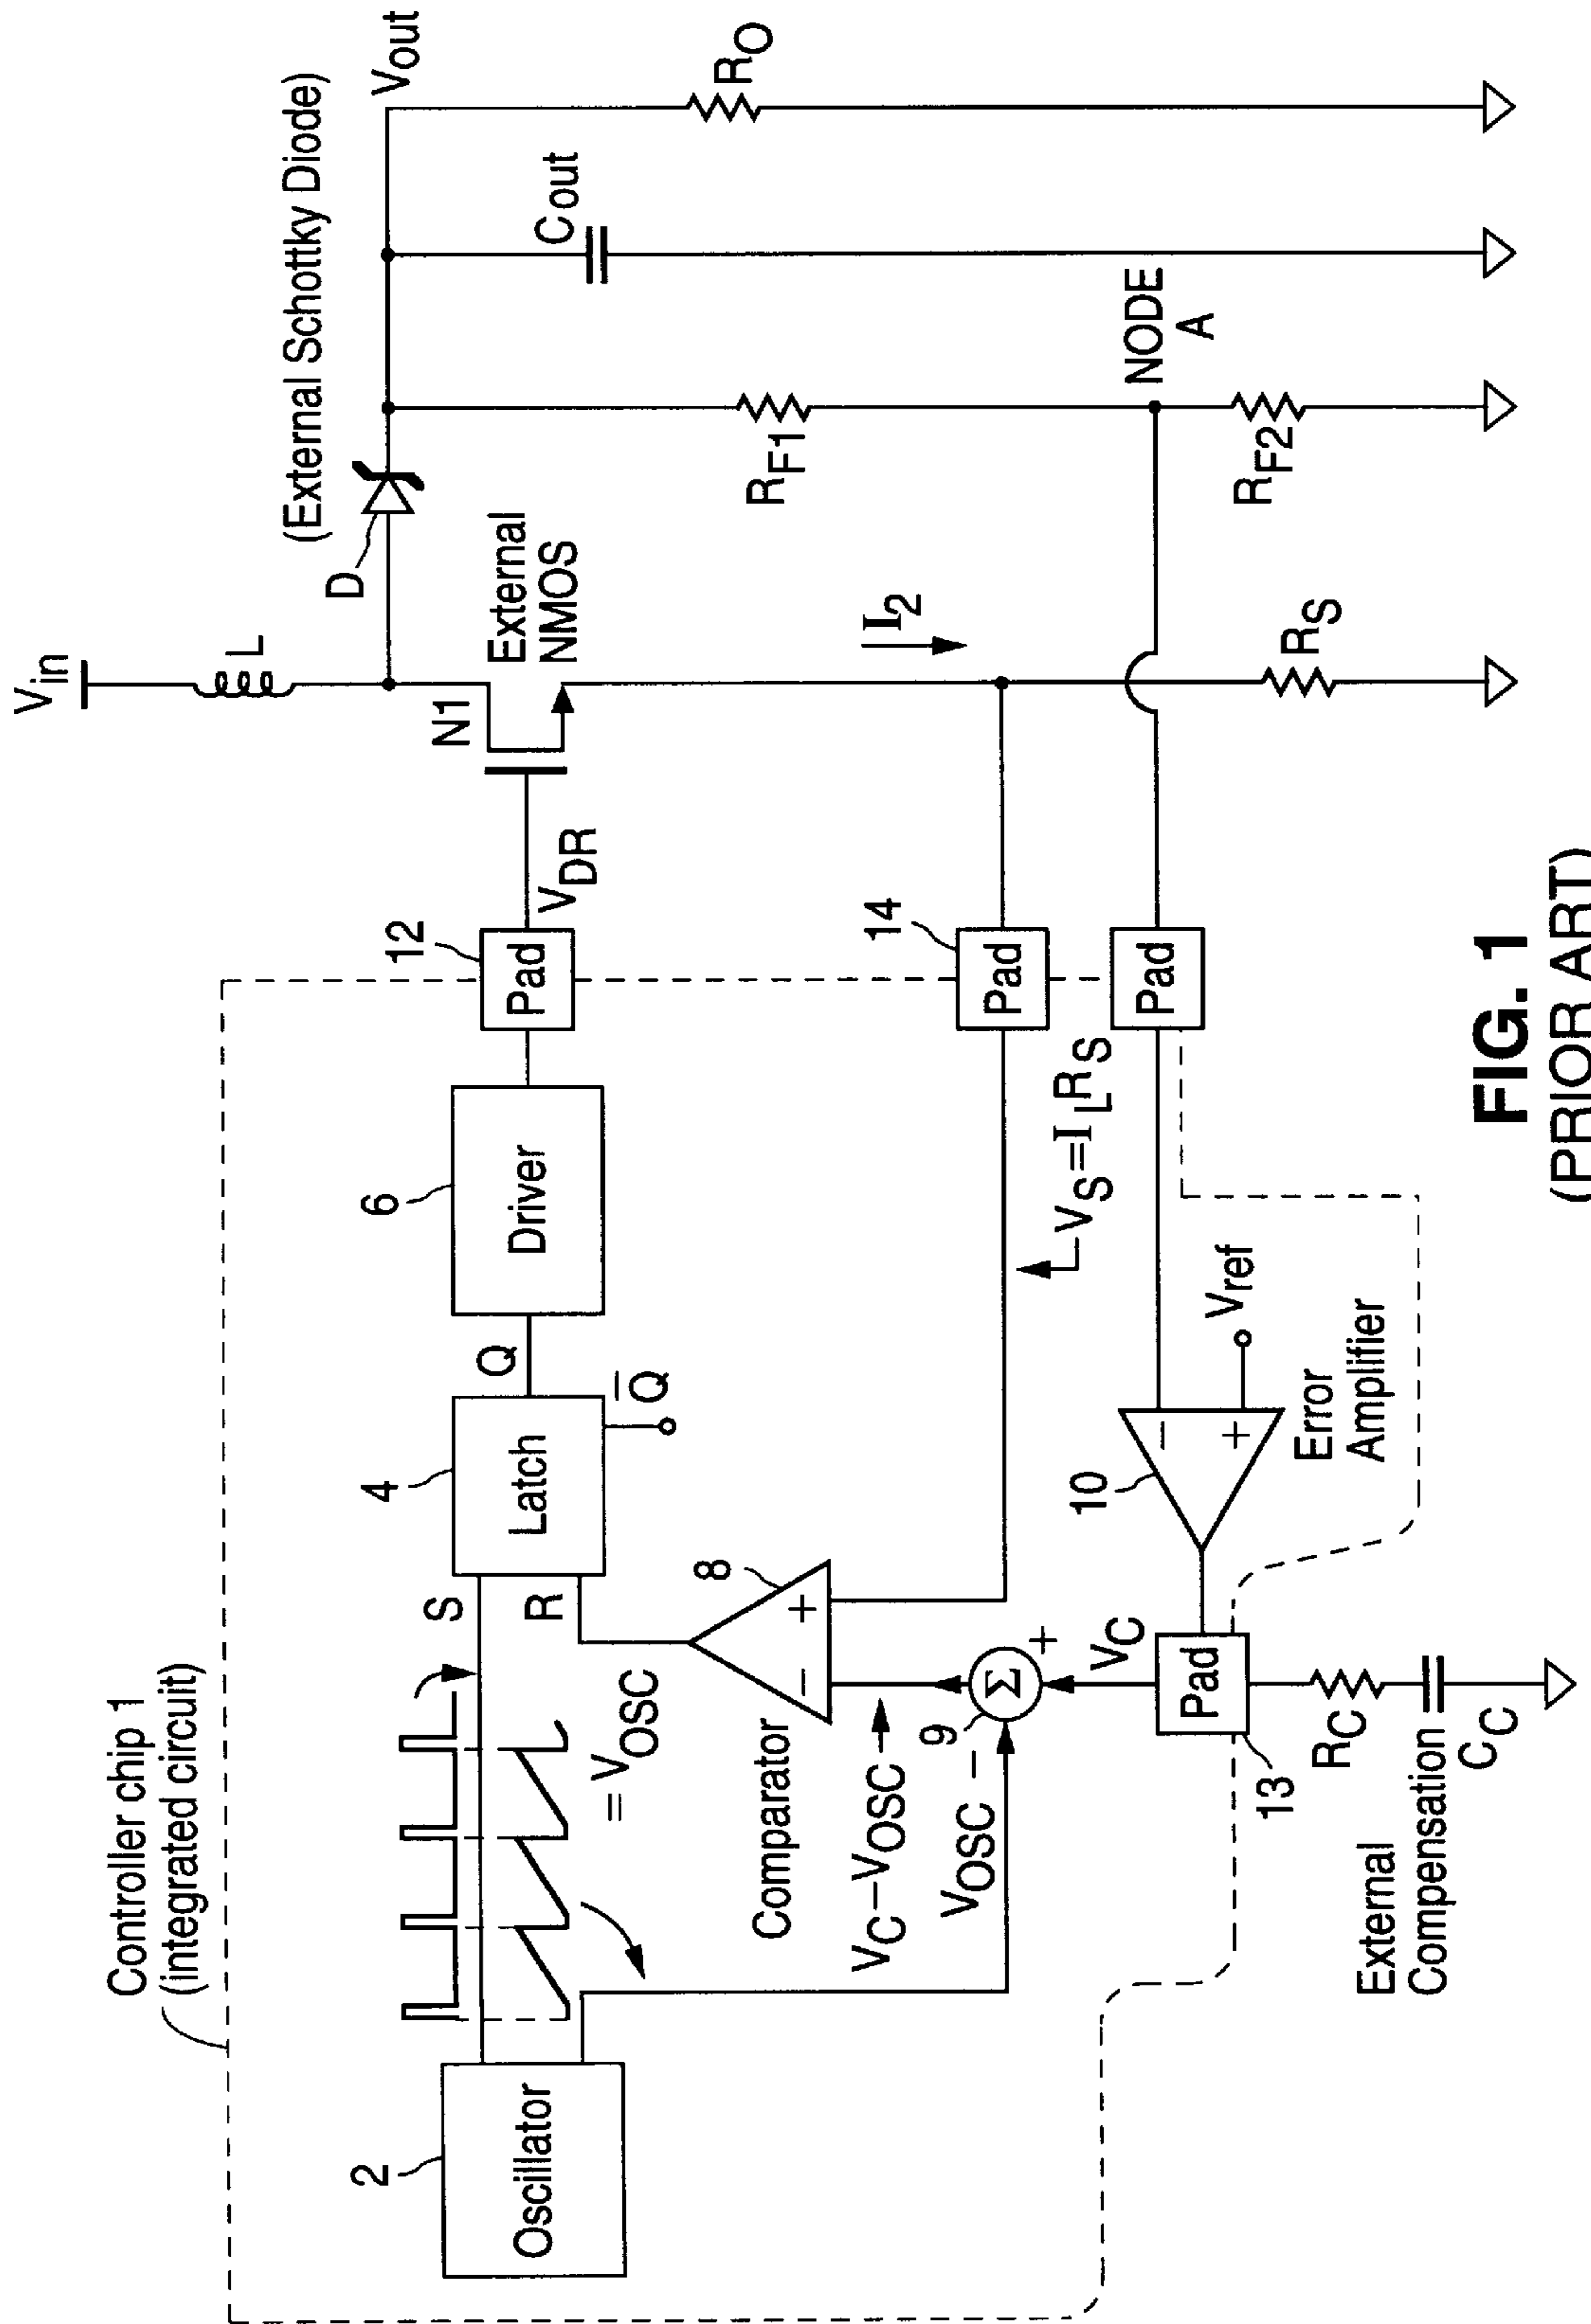 Controller chip 1
(integrated circuit)
2
Oscillator
S
R
= VOSC
4
Latch
Q
Q̅
6
Driver
12
Pad
VDR
Vin
L
N1
External
NMOS
D
(External Schottky Diode)
Vout
Comparator
8
+
−
VC−VOSC
VOSC −
9
Σ
+
VC
14
Pad
VS=ILRS
I2
RS
RF1
RF2
NODE
A
Cout
RO
Pad
10
−
+
Vref
Error
Amplifier
Pad
13
External
Compensation
RC
CC
FIG. 1
(PRIOR ART)